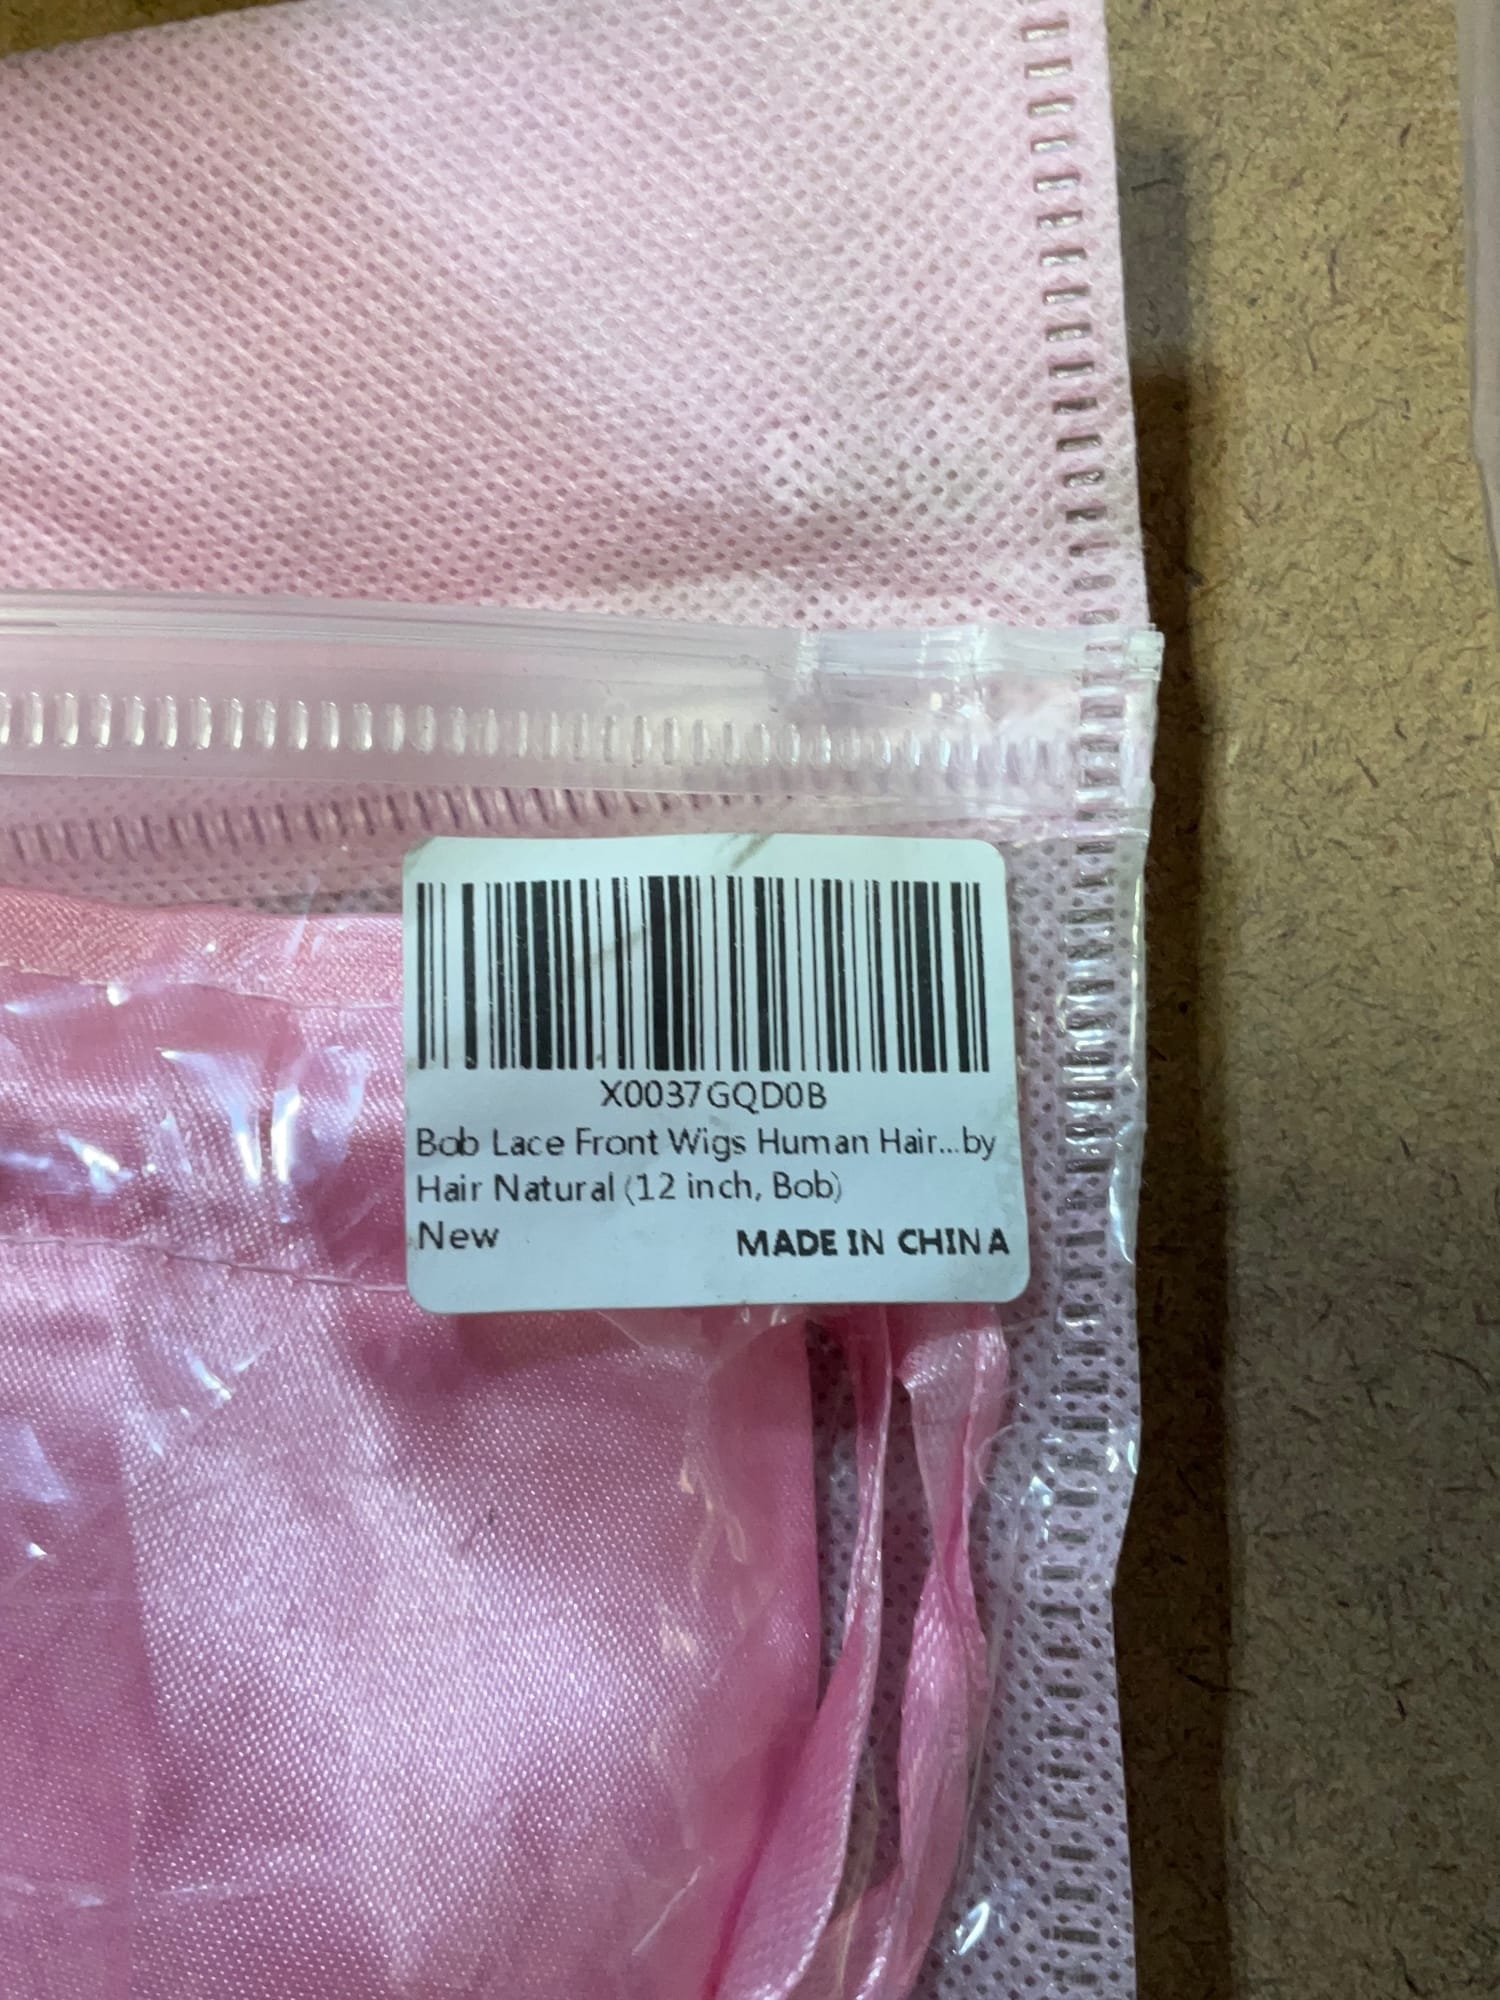 X0037GQD0B
Bob Lace Front Wigs Human Hair...by
Hair Natural (12 inch, Bob)
New MADE IN CHINA